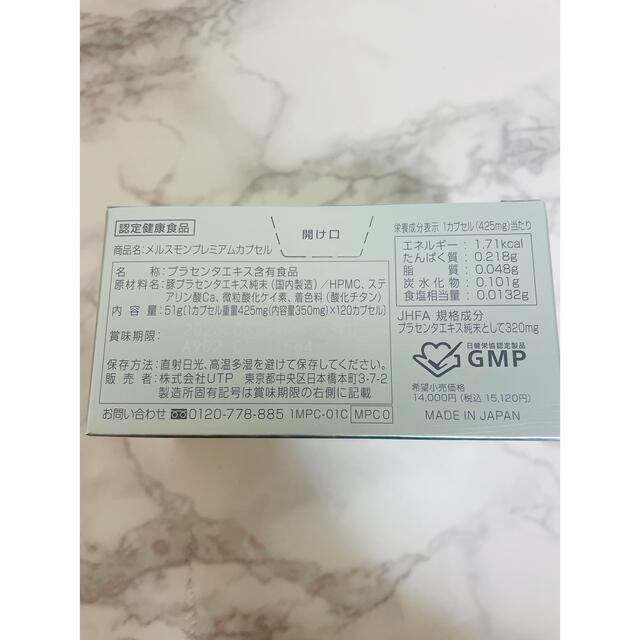 認定健康食品
開け口
商品名:メルスモンプレミアムカプセル
名　　称:プラセンタエキス含有食品
原材料名:豚プラセンタエキス純末(国内製造)/HPMC、ステ
アリン酸Ca、微粒酸化ケイ素、着色料(酸化チタン)
内 容 量:51g[1カプセル重量425mg(内容量350mg)×120カプセル]
賞味期限:
保存方法:直射日光、高温多湿を避けて保存してください。
販 売 者:株式会社UTP　東京都中央区日本橋本町3-7-2
製造所固有記号は賞味期限の右側に記載
お問い合わせ 0120-778-885 1MPC-01C MPC O
栄養成分表示 1カプセル(425mg)当たり
エネルギー:1.71kcal
たんぱく質:0.218g
脂　　　質:0.048g
炭水化物:0.101g
食塩相当量:0.0132g
JHFA 規格成分
プラセンタエキス純末として320mg
日健栄協認定製品
GMP
希望小売価格
14,000円(税込 15,120円)
MADE IN JAPAN